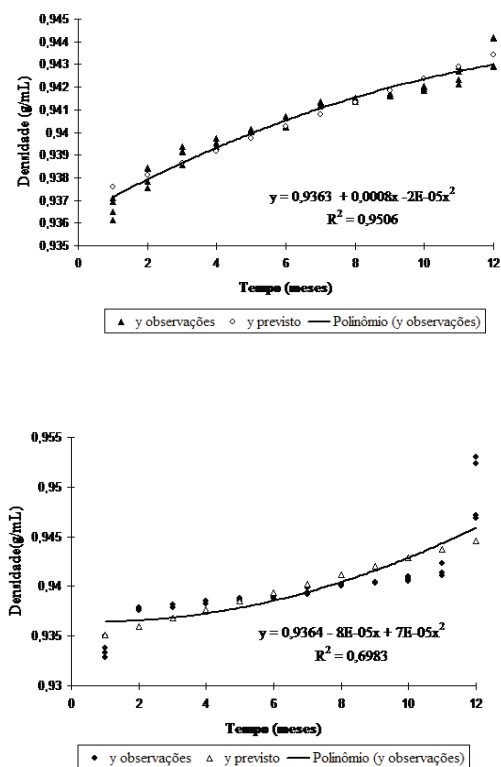 0,945
0,944
0,943
0,942
0,941
0,94
0,939
0,938
0,937
0,936
0,935
Densidade (g/mL)
y = 0,9363 + 0,0008x -2E-05x²
R² = 0,9506
0 2 4 6 8 10 12
Tempo (meses)
y observações y previsto Polinômio (y observações)
0,955
0,95
0,945
0,94
0,935
0,93
Densidade(g/mL)
y = 0,9364 - 8E-05x + 7E-05x²
R² = 0,6983
0 2 4 6 8 10 12
Tempo (meses)
y observações y previsto Polinômio (y observações)